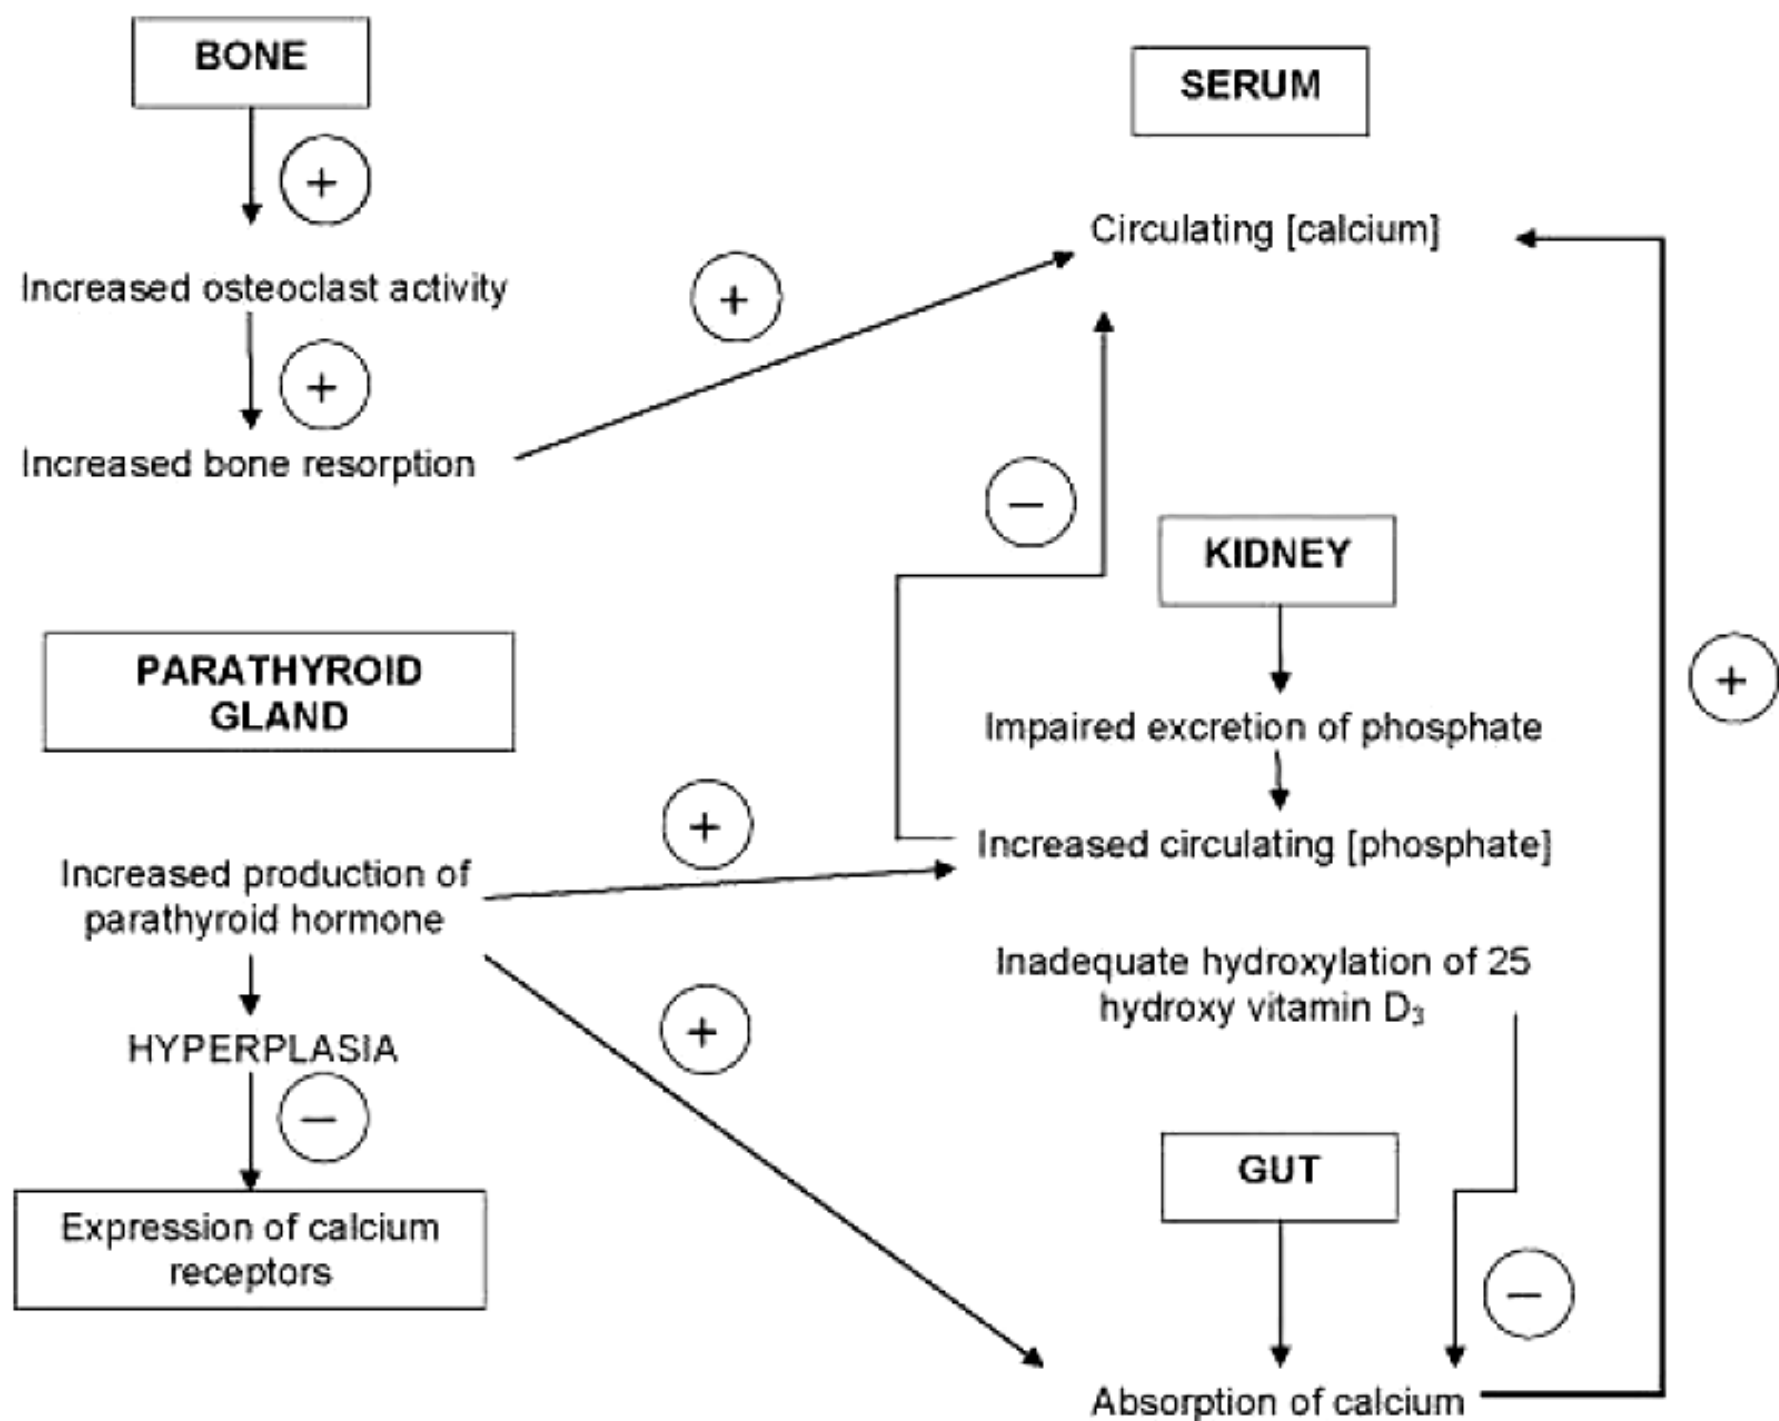 BONE
+
Increased osteoclast activity
+
Increased bone resorption
+
SERUM
Circulating [calcium]
−
KIDNEY
Impaired excretion of phosphate
Increased circulating [phosphate]
Inadequate hydroxylation of 25
hydroxy vitamin D₃
+
PARATHYROID
GLAND
Increased production of
parathyroid hormone
+
+
HYPERPLASIA
−
Expression of calcium
receptors
GUT
−
Absorption of calcium